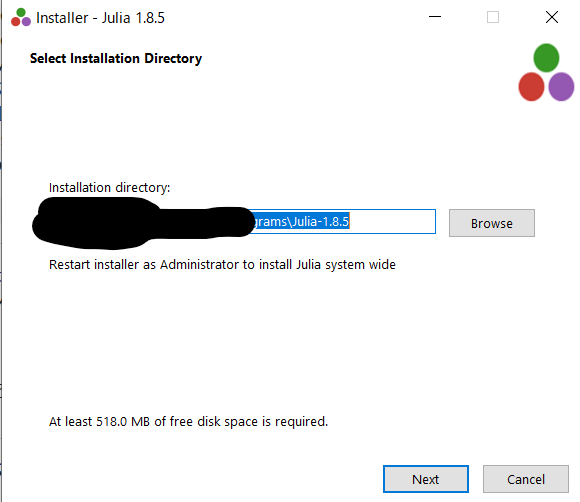 Installer - Julia 1.8.5
Select Installation Directory
Installation directory:
grams\Julia-1.8.5
Browse
Restart installer as Administrator to install Julia system wide
At least 518.0 MB of free disk space is required.
Next
Cancel